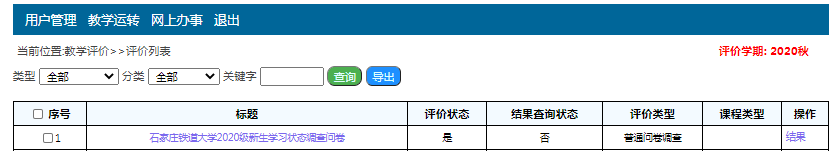 用户管理 教学运转 网上办事 退出
当前位置:教学评价>>评价列表 评价学期: 2020秋
类型 全部 分类 全部 关键字 查询 导出
序号 标题 评价状态 结果查询状态 评价类型 课程类型 操作
1 石家庄铁道大学2020级新生学习状态调查问卷 是 否 普通问卷调查 结果